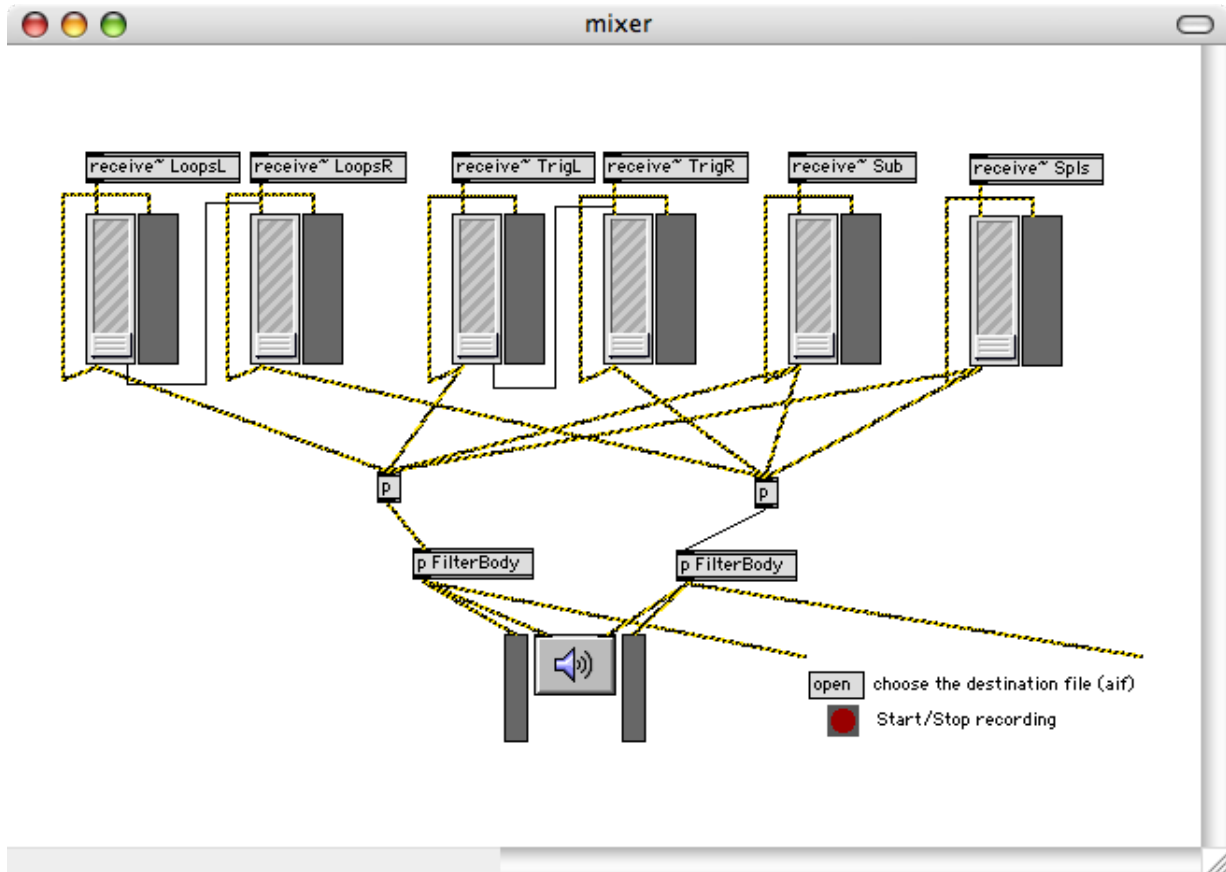 mixer
receive~ LoopsL
receive~ LoopsR
receive~ TrigL
receive~ TrigR
receive~ Sub
receive~ Spls
p
p
p FilterBody
p FilterBody
open
choose the destination file (aif)
Start/Stop recording